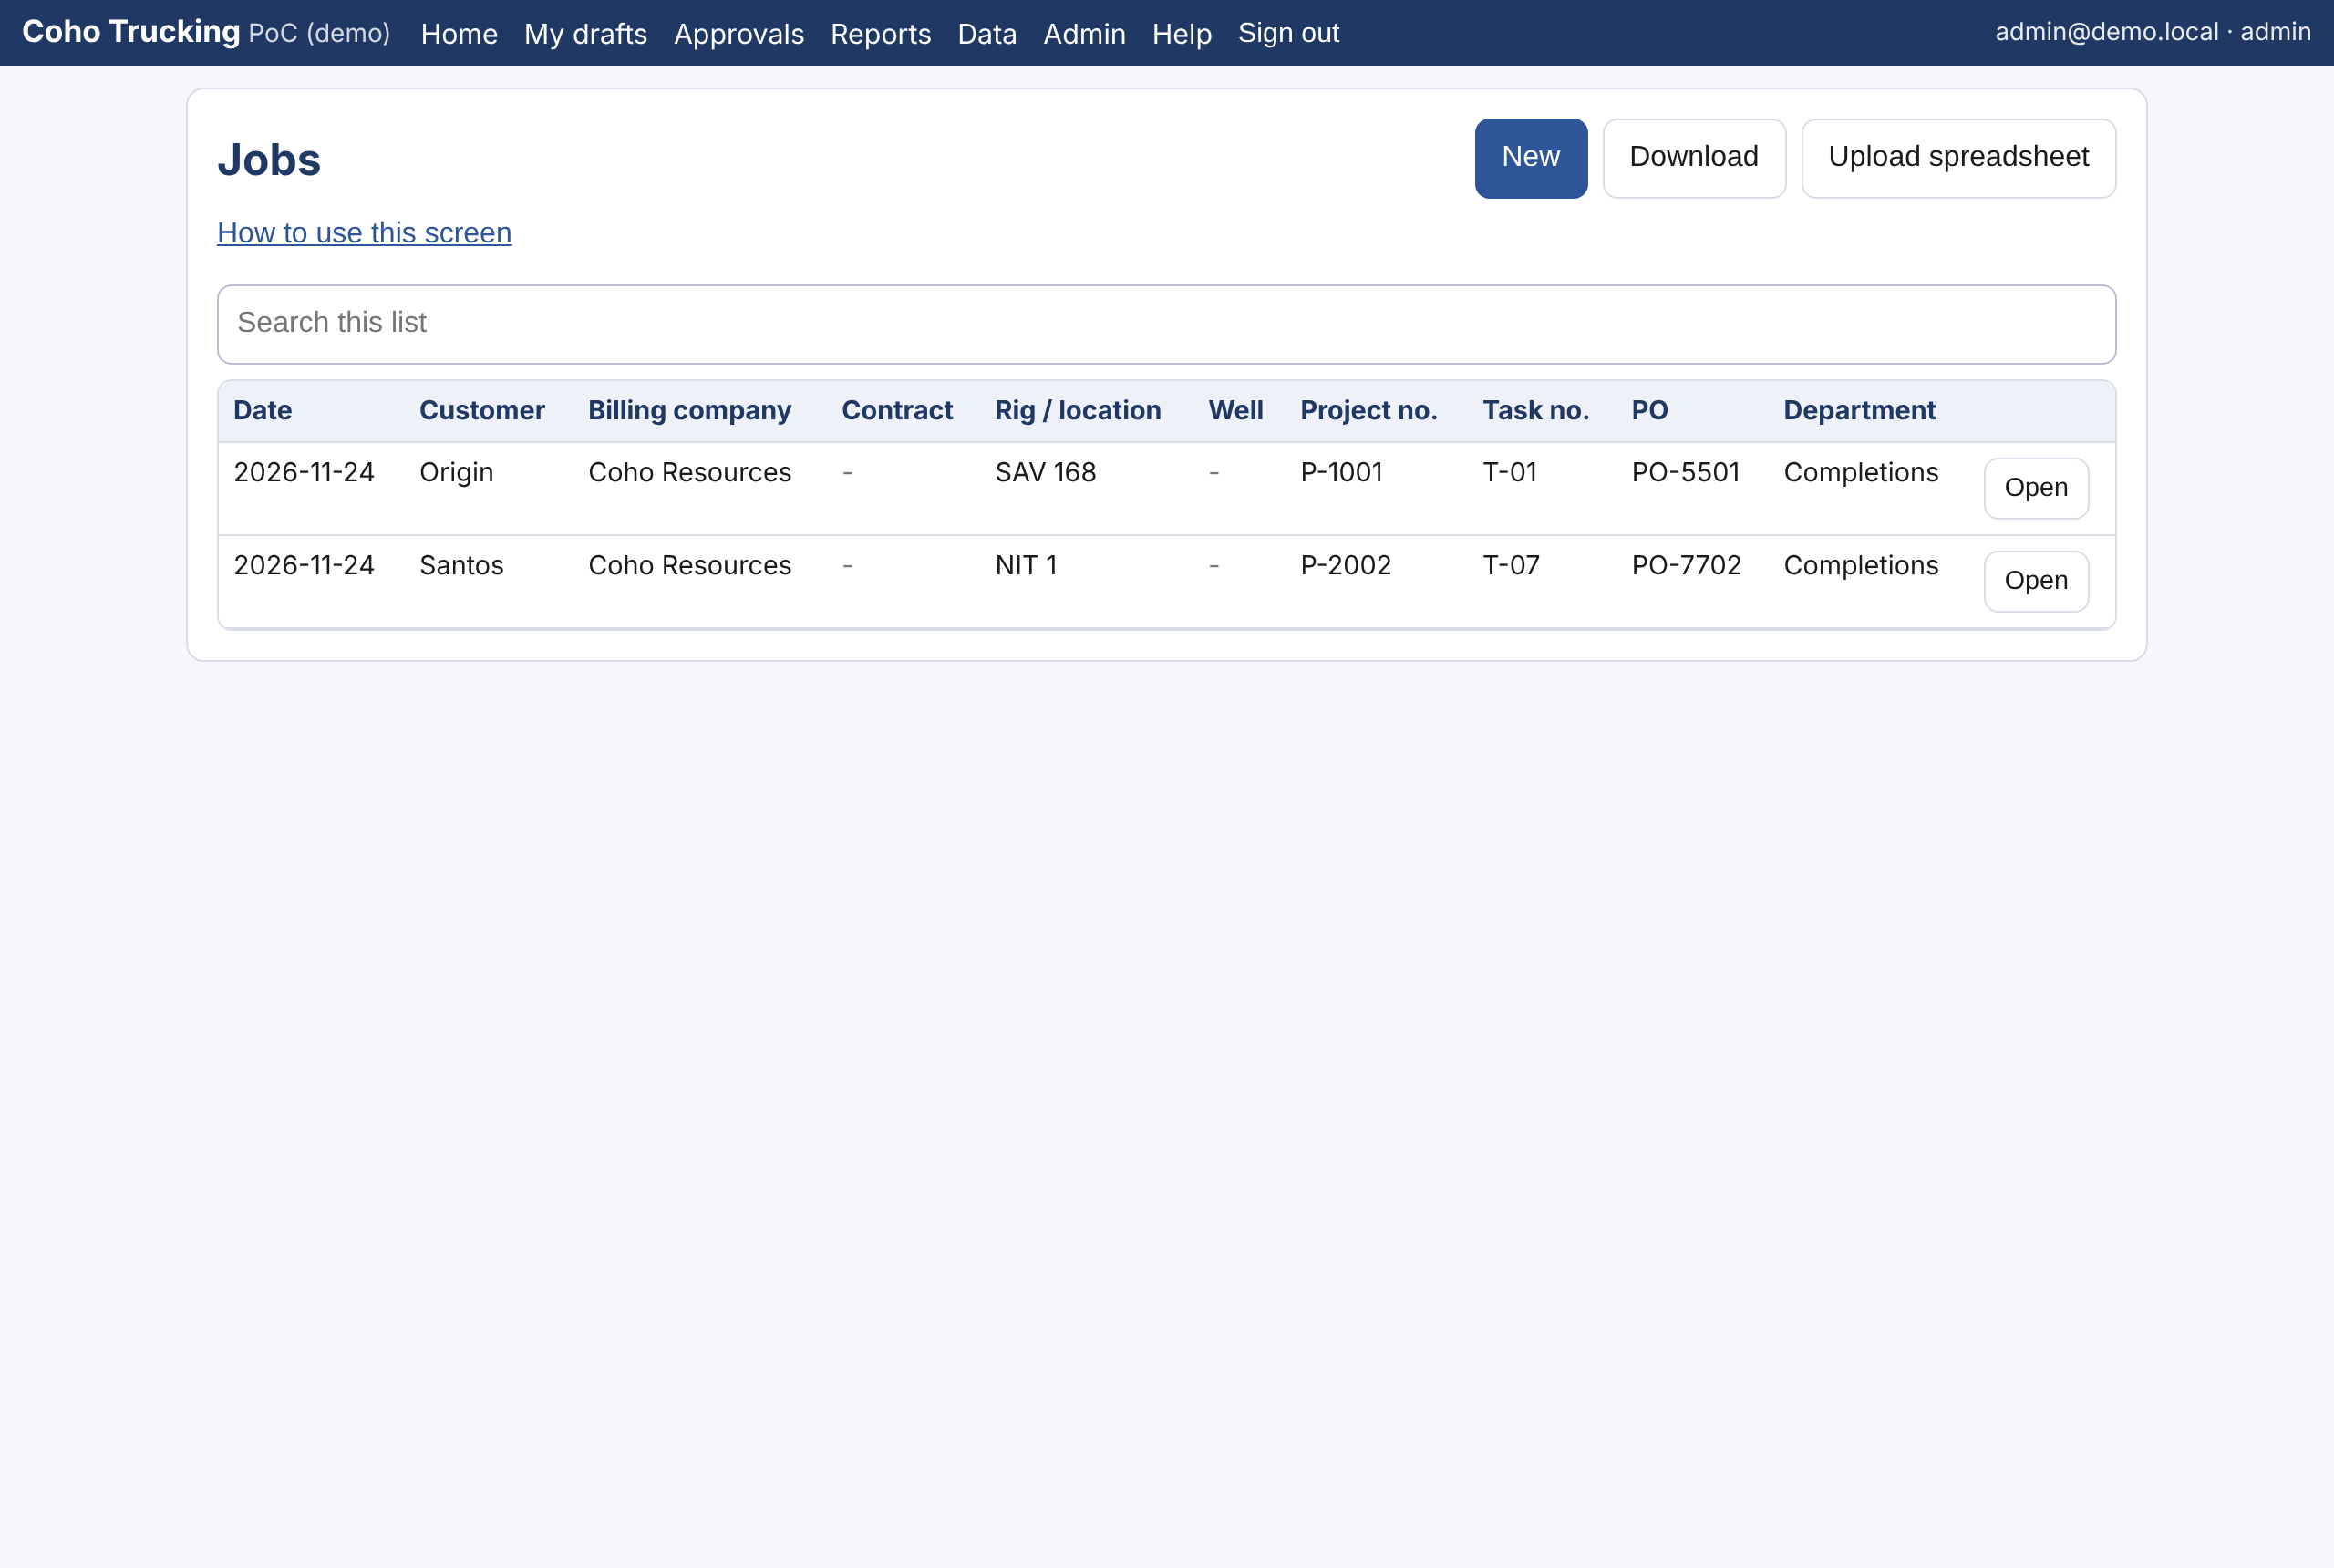 Coho Trucking PoC (demo) Home My drafts Approvals Reports Data Admin Help Sign out admin@demo.local · admin
Jobs New Download Upload spreadsheet
How to use this screen
Search this list
Date Customer Billing company Contract Rig / location Well Project no. Task no. PO Department
2026-11-24 Origin Coho Resources - SAV 168 - P-1001 T-01 PO-5501 Completions Open
2026-11-24 Santos Coho Resources - NIT 1 - P-2002 T-07 PO-7702 Completions Open